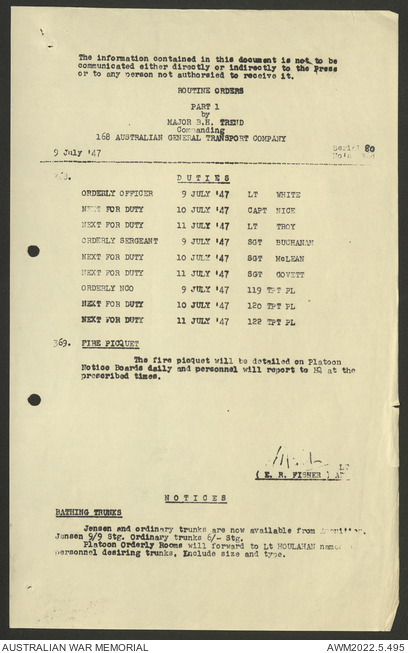 The information contained in this document is not to be
communicated either directly or indirectly to the Press
or to any person not authorsied to receive it.
ROUTINE ORDERS
PART 1
by
MAJOR B.H. TREND
Commanding
168 AUSTRALIAN GENERAL TRANSPORT COMPANY
9 July '47
Serial 80
DUTIES
ORDERLY OFFICER 9 JULY '47 LT WHITE
NEXT FOR DUTY 10 JULY '47 CAPT NICE
NEXT FOR DUTY 11 JULY '47 LT TROY
ORDERLY SERGEANT 9 JULY '47 SGT BUCHANAN
NEXT FOR DUTY 10 JULY '47 SGT McLEAN
NEXT FOR DUTY 11 JULY '47 SGT COVETT
ORDERLY NCO 9 JULY '47 119 TPT PL
NEXT FOR DUTY 10 JULY '47 120 TPT PL
NEXT FOR DUTY 11 JULY '47 122 TPT PL
369. FIRE PICQUET
The fire picquet will be detailed on Platoon
Notice Boards daily and personnel will report to HQ at the
prescribed times.
LT
( E. R. FISHER )
NOTICES
BATHING TRUNKS
Jensen and ordinary trunks are now available from
Jensen 9/9 Stg. Ordinary trunks 6/- Stg.
Platoon Orderly Rooms will forward to Lt HOULAHAN names
personnel desiring trunks. Include size and type.
AUSTRALIAN WAR MEMORIAL
AWM2022.5.495